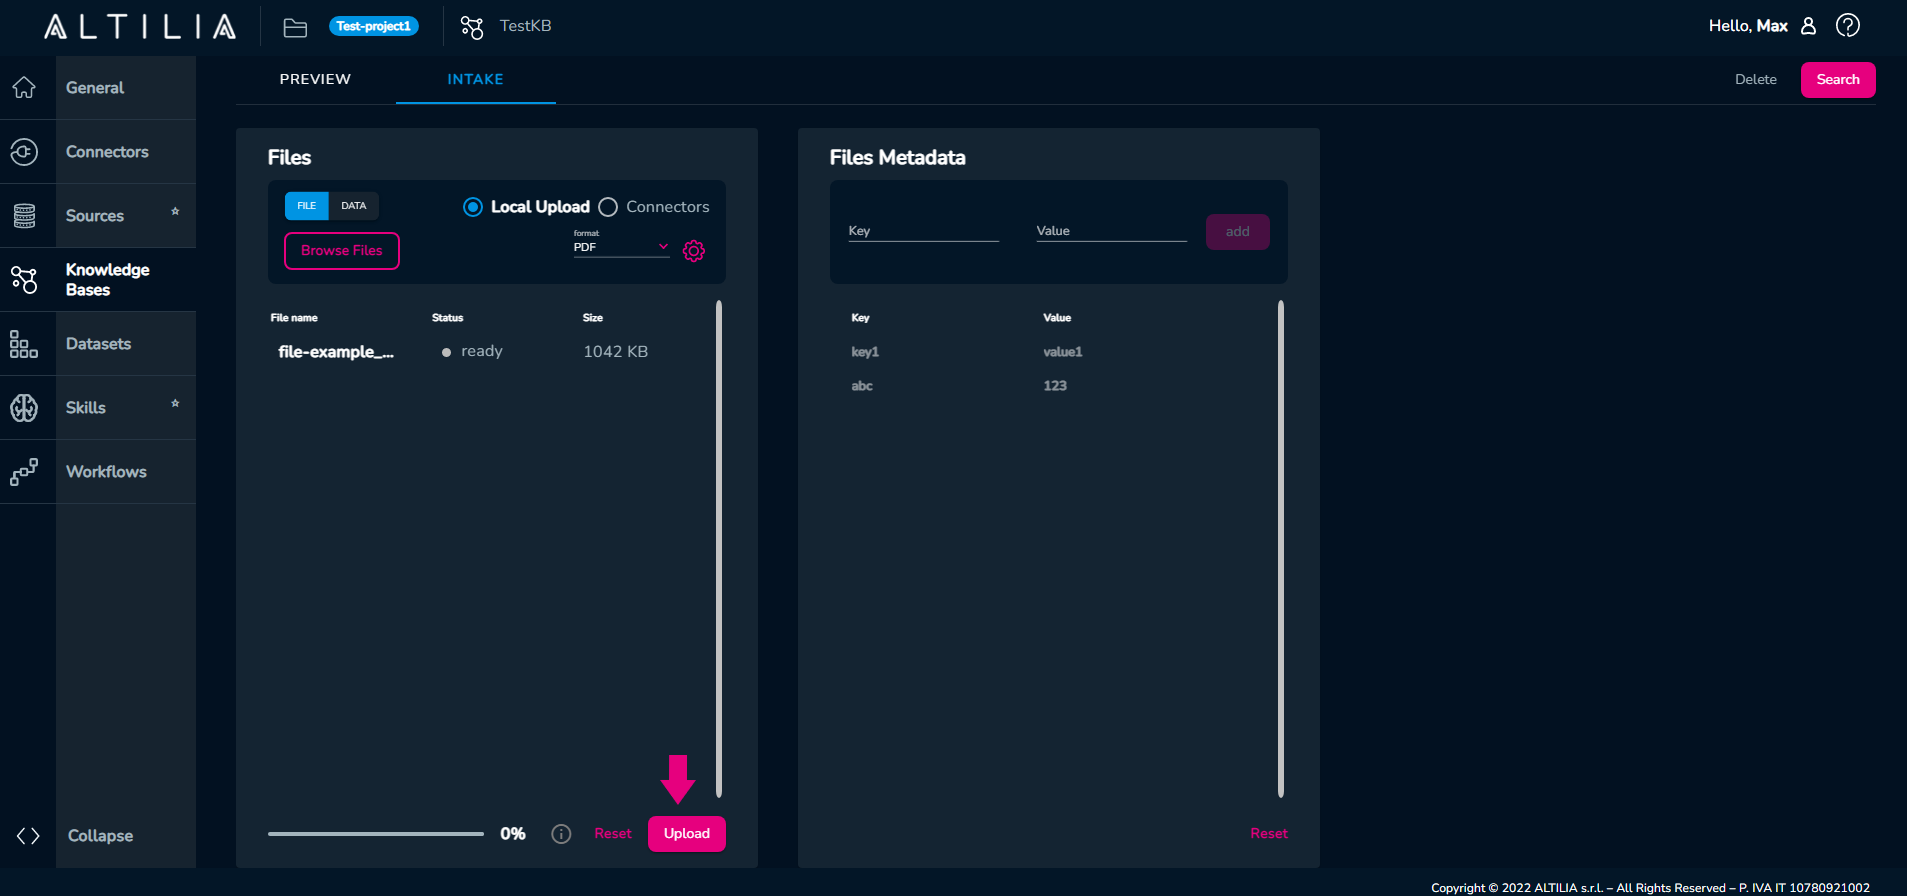 ALTILIA
Test-project1
TestKB
Hello, Max
General
Connectors
Sources
Knowledge
Bases
Datasets
Skills
Workflows
Collapse
PREVIEW
INTAKE
Delete
Search
Files
FILE
DATA
Local Upload
Connectors
Browse Files
format
PDF
File name
Status
Size
file-example_...
ready
1042 KB
0%
Reset
Upload
Files Metadata
Key
Value
add
Key
Value
key1
value1
abc
123
Reset
Copyright © 2022 ALTILIA s.r.l. – All Rights Reserved – P. IVA IT 10780921002